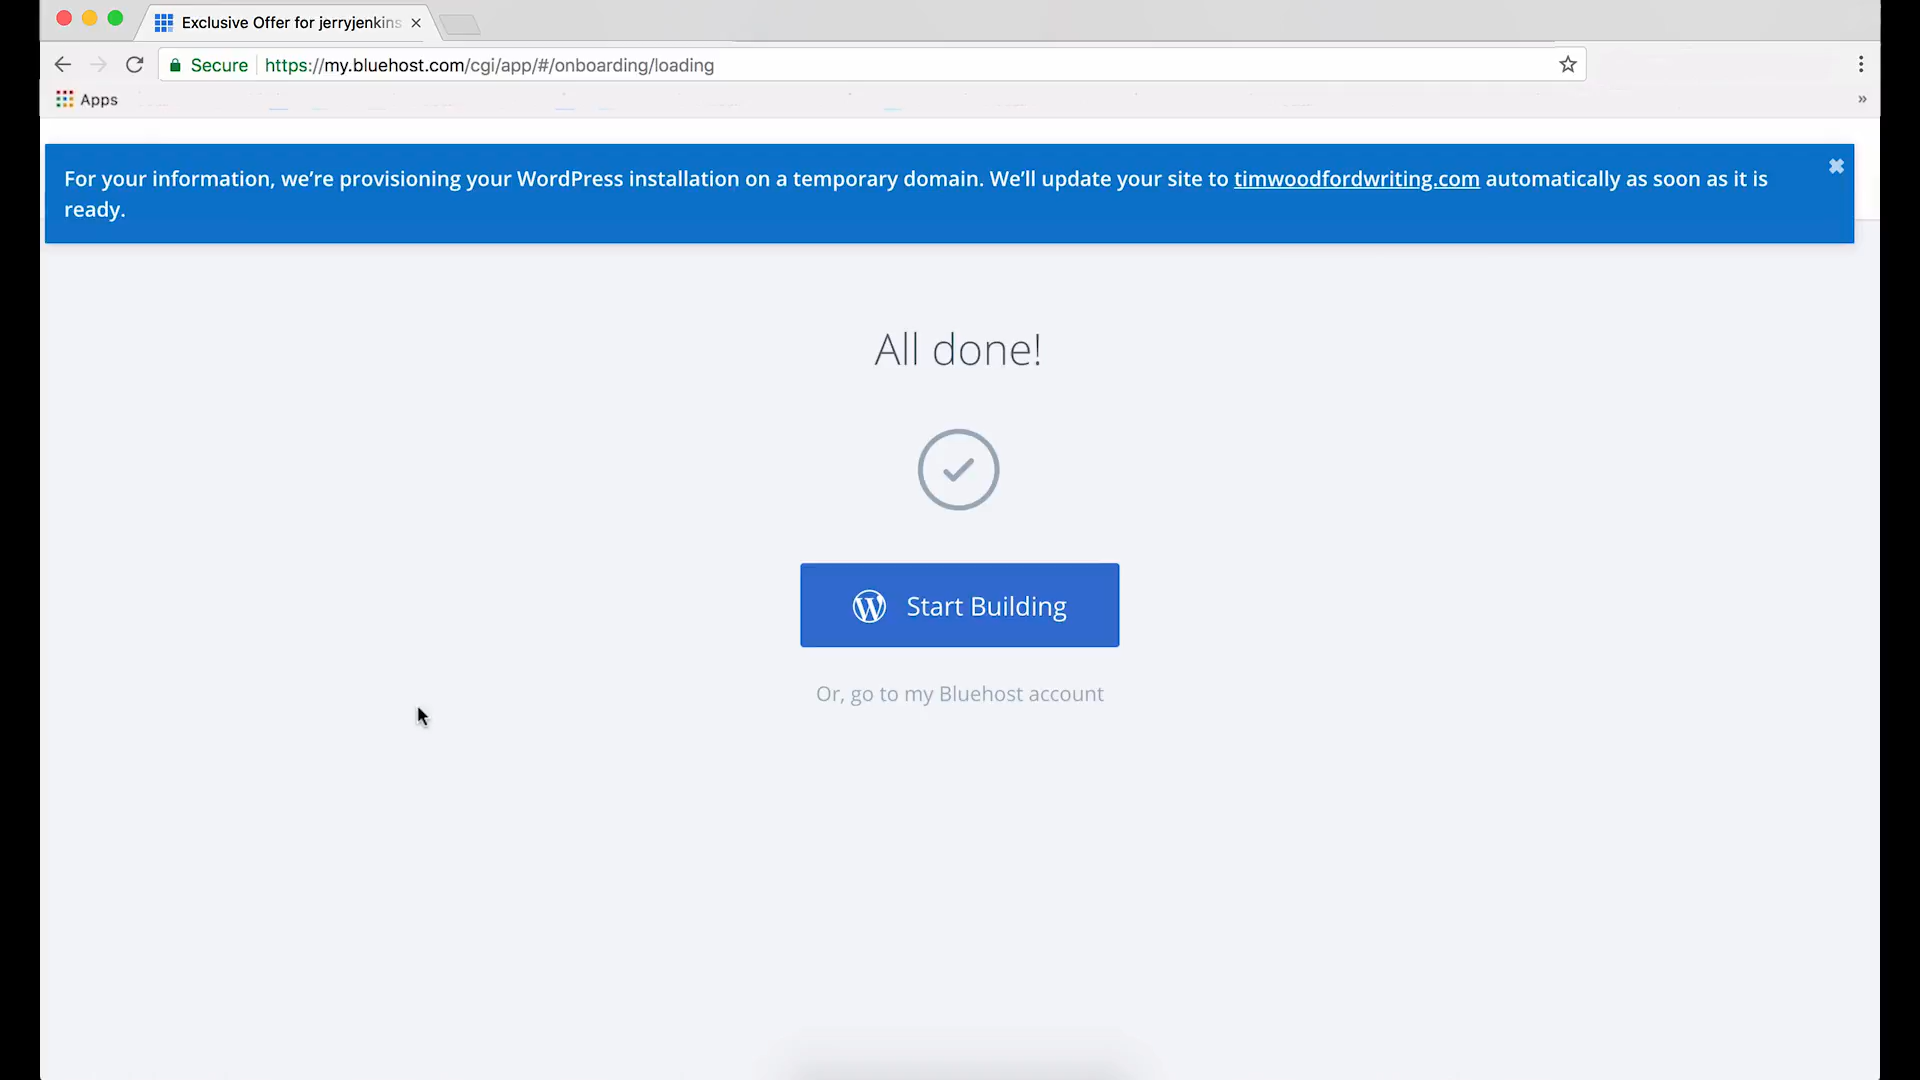 Exclusive Offer for jerryjenkins
Secure https://my.bluehost.com/cgi/app/#/onboarding/loading
Apps
»
For your information, we’re provisioning your WordPress installation on a temporary domain. We’ll update your site to timwoodfordwriting.com automatically as soon as it is
ready.
All done!
Start Building
Or, go to my Bluehost account